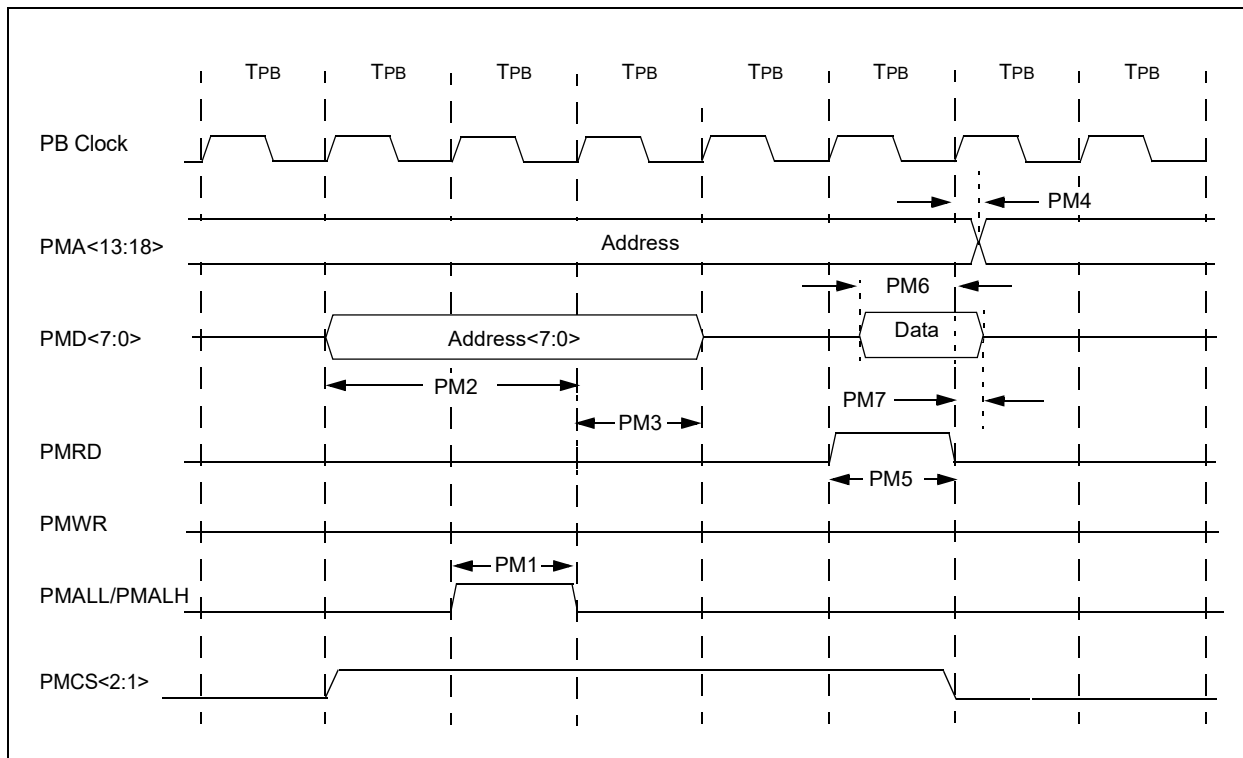 TPB TPB TPB TPB TPB TPB TPB TPB
PB Clock
PM4
PMA<13:18> Address
PM6
PMD<7:0> Address<7:0> Data
PM2
PM7
PM3
PMRD
PM5
PMWR
PM1
PMALL/PMALH
PMCS<2:1>